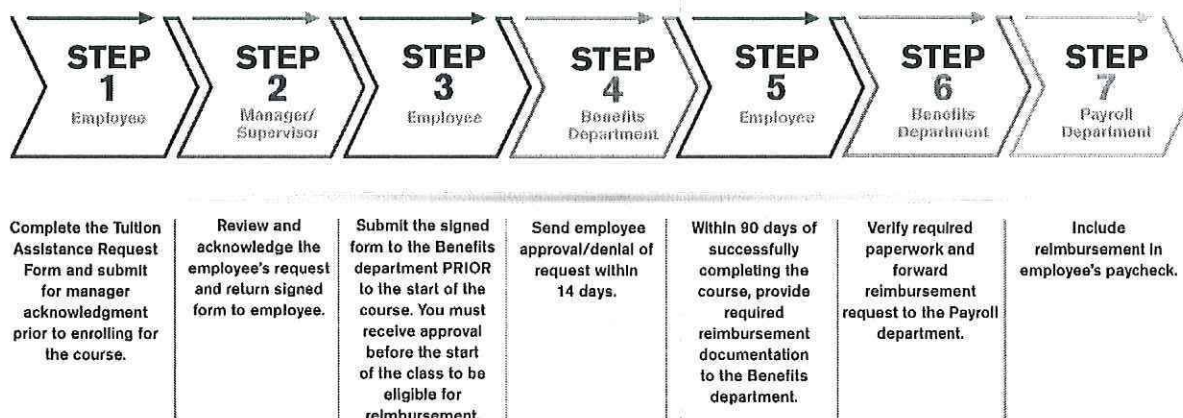 STEP
1
Employee
STEP
2
Manager/
Supervisor
STEP
3
Employee
STEP
4
Benefits
Department
STEP
5
Employee
STEP
6
Benefits
Department
STEP
7
Payroll
Department
Complete the Tuition
Assistance Request
Form and submit
for manager
acknowledgment
prior to enrolling for
the course.
Review and
acknowledge the
employee's request
and return signed
form to employee.
Submit the signed
form to the Benefits
department PRIOR
to the start of the
course. You must
receive approval
before the start
of the class to be
eligible for
reimbursement.
Send employee
approval/denial of
request within
14 days.
Within 90 days of
successfully
completing the
course, provide
required
reimbursement
documentation
to the Benefits
department.
Verify required
paperwork and
forward
reimbursement
request to the Payroll
department.
Include
reimbursement in
employee's paycheck.